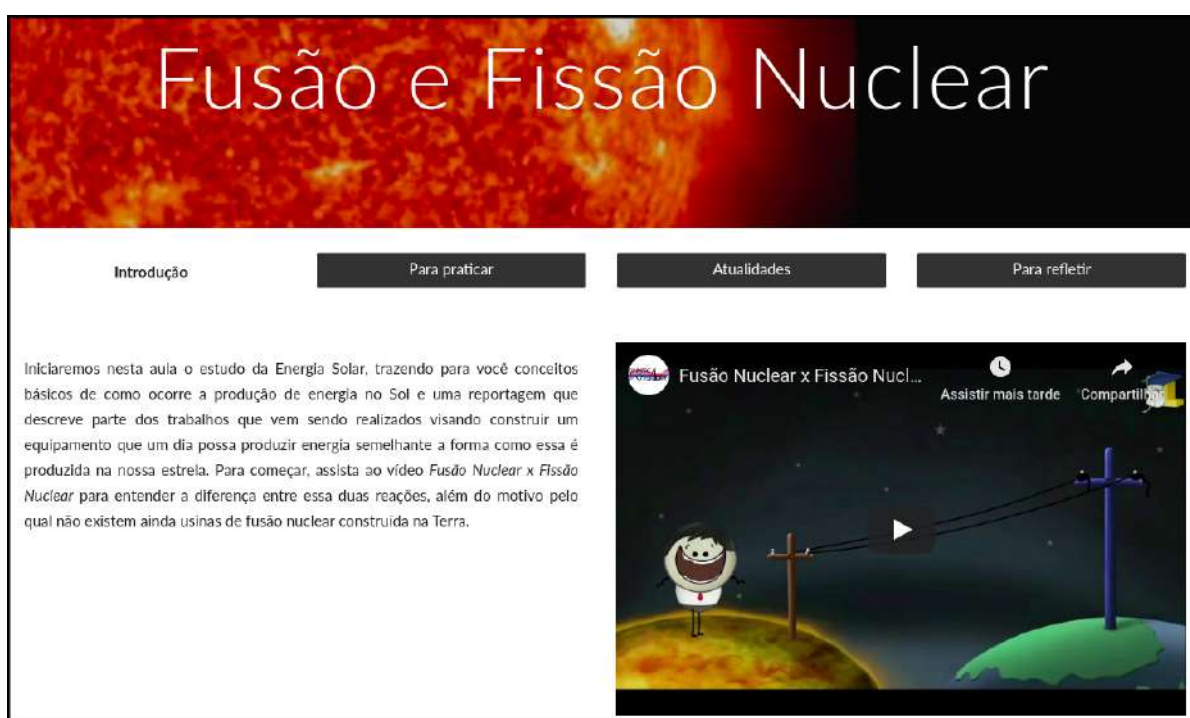 Fusão e Fissão Nuclear
Introdução
Para praticar
Atualidades
Para refletir
Iniciaremos nesta aula o estudo da Energia Solar, trazendo para você conceitos
básicos de como ocorre a produção de energia no Sol e uma reportagem que
descreve parte dos trabalhos que vem sendo realizados visando construir um
equipamento que um dia possa produzir energia semelhante a forma como essa é
produzida na nossa estrela. Para começar, assista ao vídeo Fusão Nuclear x Fissão
Nuclear para entender a diferença entre essa duas reações, além do motivo pelo
qual não existem ainda usinas de fusão nuclear construída na Terra.
Fusão Nuclear x Fissão Nucl...
Assistir mais tarde
Compartilhar